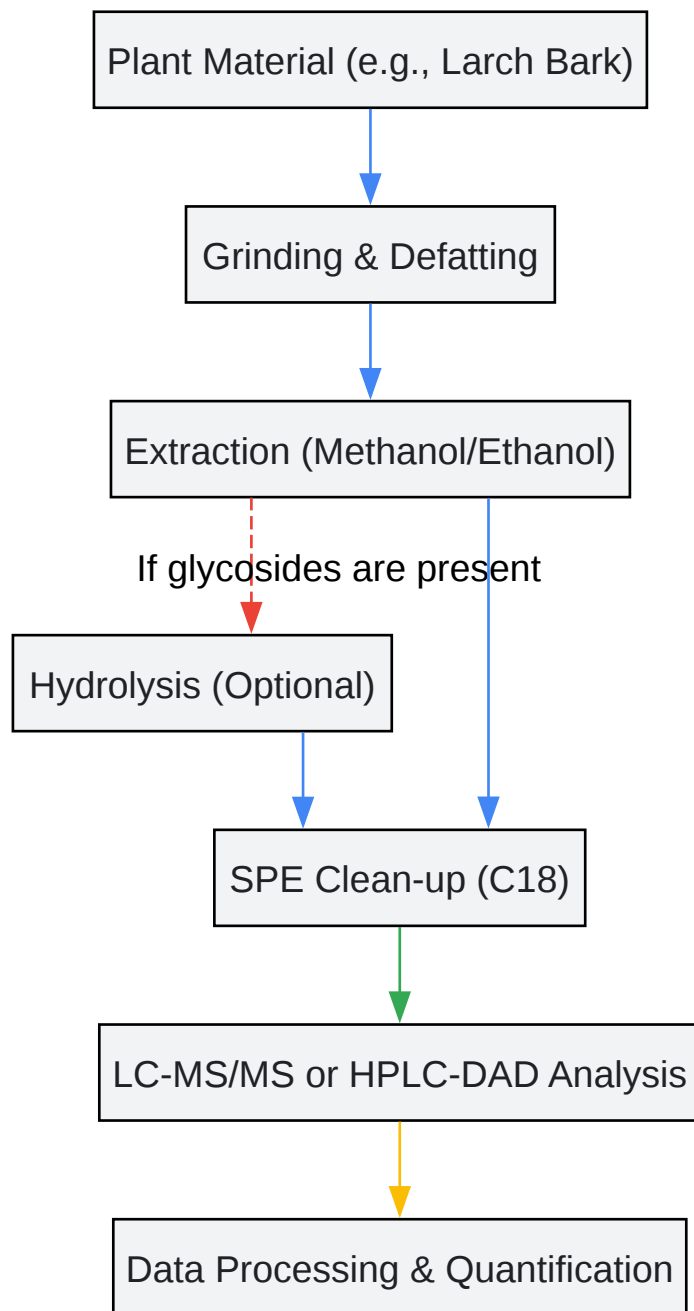 Plant Material (e.g., Larch Bark)
Grinding & Defatting
Extraction (Methanol/Ethanol)
If glycosides are present
Hydrolysis (Optional)
SPE Clean-up (C18)
LC-MS/MS or HPLC-DAD Analysis
Data Processing & Quantification